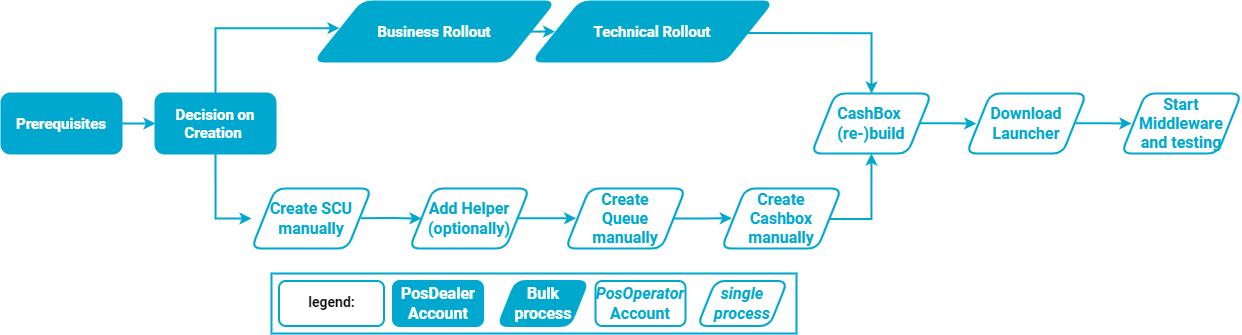 Business Rollout
Technical Rollout
Prerequisites
Decision on
Creation
CashBox
(re-)build
Download
Launcher
Start
Middleware
and testing
Create SCU
manually
Add Helper
(optionally)
Create
Queue
manually
Create
Cashbox
manually
legend:
PosDealer
Account
Bulk
process
PosOperator
Account
single
process